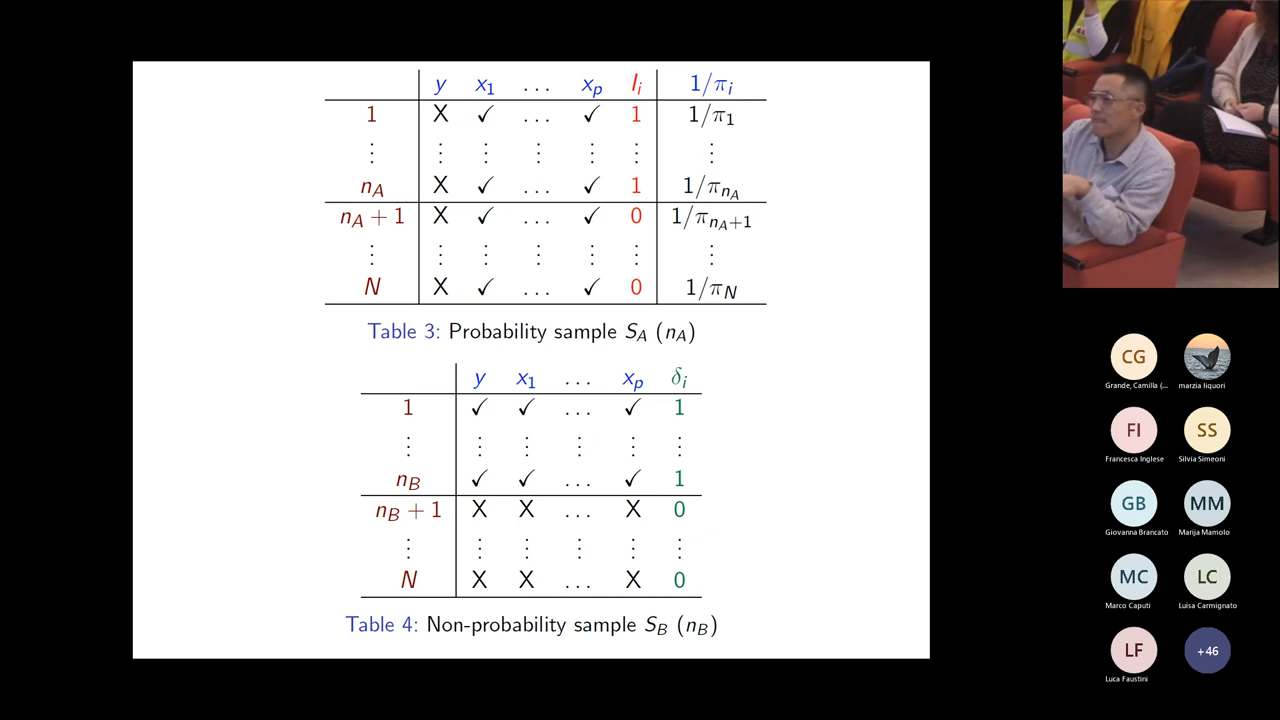 y x₁ ... xₚ Iᵢ 1/πᵢ
1 X ✓ ... ✓ 1 1/π₁
⋮ ⋮ ⋮ ⋮ ⋮ ⋮ ⋮
n_A X ✓ ... ✓ 1 1/π_{n_A}
n_A + 1 X ✓ ... ✓ 0 1/π_{n_A+1}
⋮ ⋮ ⋮ ⋮ ⋮ ⋮ ⋮
N X ✓ ... ✓ 0 1/π_N
Table 3: Probability sample S_A (n_A)
y x₁ ... xₚ δᵢ
1 ✓ ✓ ... ✓ 1
⋮ ⋮ ⋮ ⋮ ⋮ ⋮
n_B ✓ ✓ ... ✓ 1
n_B + 1 X X ... X 0
⋮ ⋮ ⋮ ⋮ ⋮ ⋮
N X X ... X 0
Table 4: Non-probability sample S_B (n_B)
CG
Grande, Camilla (...
marzia liquori
FI SS
Francesca Inglese Silvia Simeoni
GB MM
Giovanna Brancato Marija Mamolo
MC LC
Marco Caputi Luisa Carmignato
LF +46
Luca Faustini